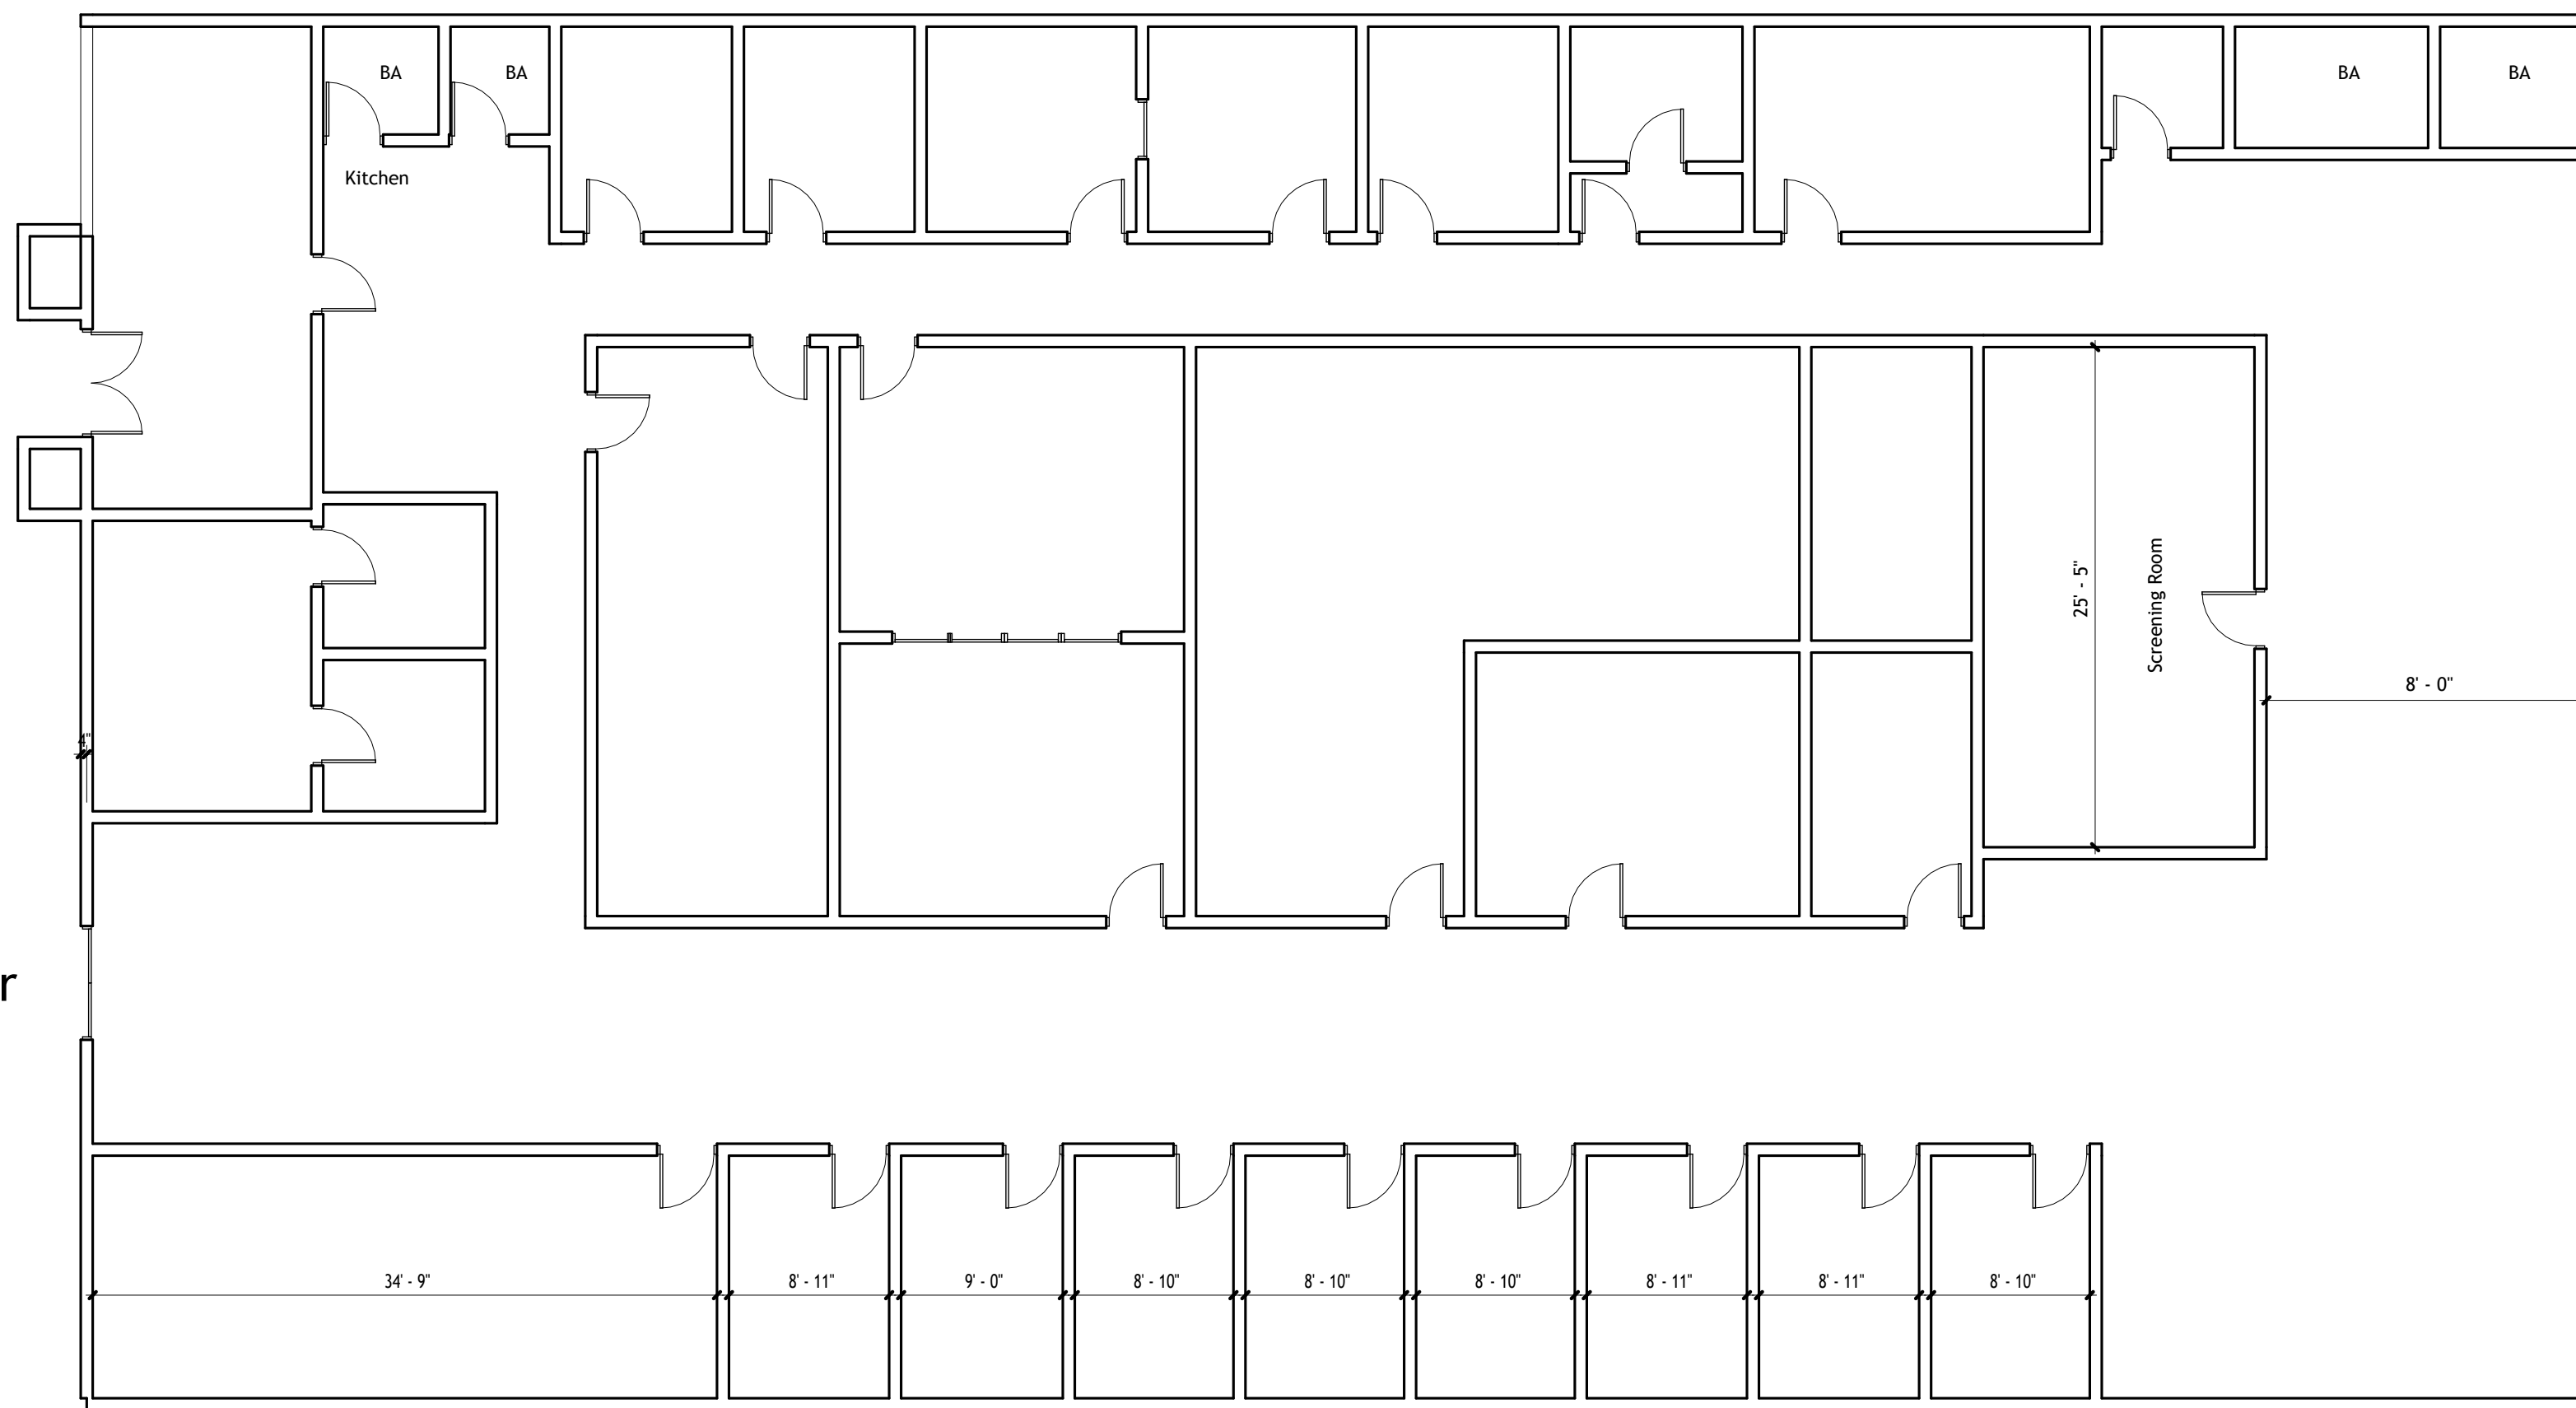 BA
BA
BA
BA
Kitchen
25' - 5"
Screening Room
8' - 0"
4"
r
34' - 9"
8' - 11"
9' - 0"
8' - 10"
8' - 10"
8' - 10"
8' - 11"
8' - 11"
8' - 10"